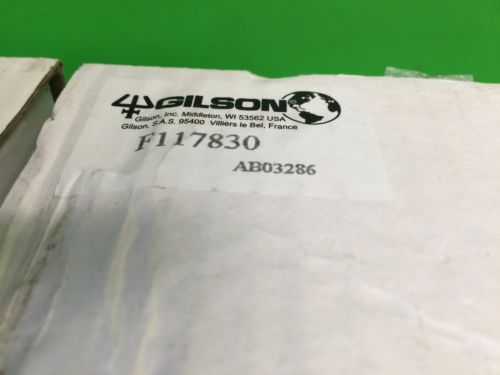 GILSON
Gilson, Inc. Middleton, WI 53562 USA
Gilson, S.A.S. 95400 Villiers le Bel, France
F117830
AB03286